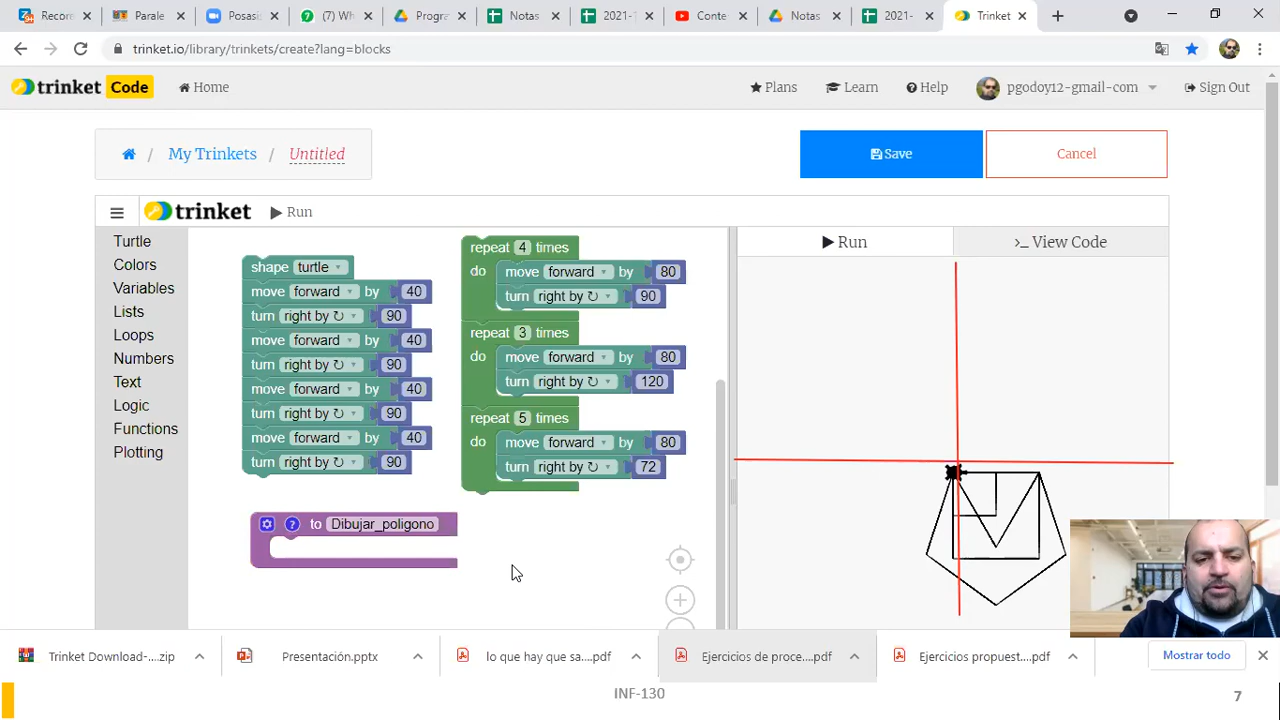 Recors
Parale
Posas
(7) Wh
Progra
Notas
2021-1
Conte
Notas
2021-
Trinket
trinket.io/library/trinkets/create?lang=blocks
trinket Code
Home
Plans
Learn
Help
pgodoy12-gmail-com
Sign Out
/ My Trinkets / Untitled
Save
Cancel
trinket
Run
Turtle
Colors
Variables
Lists
Loops
Numbers
Text
Logic
Functions
Plotting
shape turtle
move forward by 40
turn right by 90
move forward by 40
turn right by 90
move forward by 40
turn right by 90
move forward by 40
turn right by 90
to Dibujar_poligono
repeat 4 times
do move forward by 80
turn right by 90
repeat 3 times
do move forward by 80
turn right by 120
repeat 5 times
do move forward by 80
turn right by 72
Run
View Code
Trinket Download-....zip
Presentación.pptx
lo que hay que sa....pdf
Ejercicios de proce....pdf
Ejercicios propuest....pdf
Mostrar todo
INF-130
7